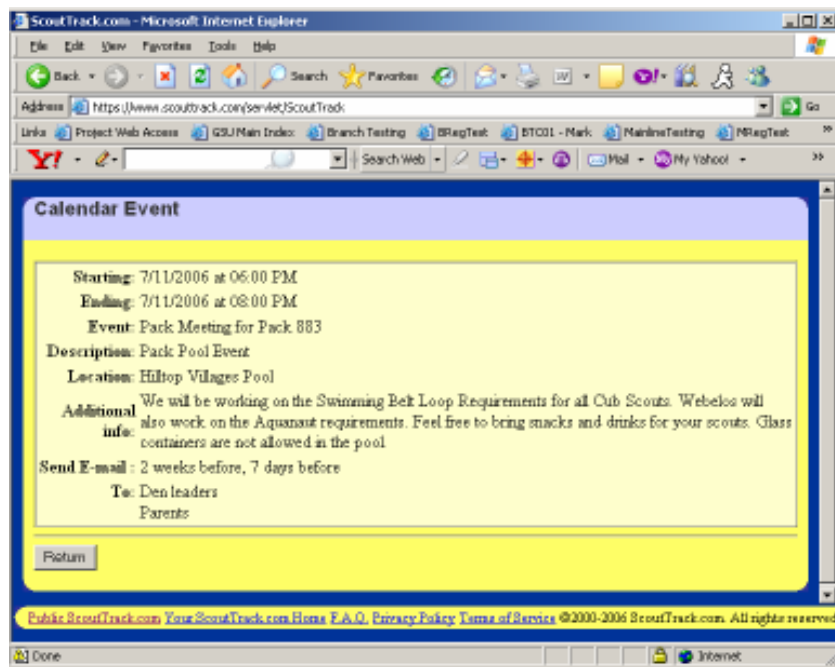 ScoutTrack.com - Microsoft Internet Explorer
File Edit View Favorites Tools Help
Back Search Favorites
Address https://www.scouttrack.com/servlet/ScoutTrack Go
Links Project Web Access GSU Main Index Branch Testing BRegTest BTC01 - Mark MainlineTesting MRegTest »
Y! Search Web Mail My Yahoo! »
Calendar Event
Starting: 7/11/2006 at 06:00 PM
Ending: 7/11/2006 at 08:00 PM
Event: Pack Meeting for Pack 883
Description: Pack Pool Event
Location: Hilltop Villages Pool
Additional info: We will be working on the Swimming Belt Loop Requirements for all Cub Scouts. Webelos will
also work on the Aquanaut requirements. Feel free to bring snacks and drinks for your scouts. Glass
containers are not allowed in the pool
Send E-mail : 2 weeks before, 7 days before
To: Den leaders
Parents
Return
Public ScoutTrack.com Your ScoutTrack.com Home F.A.Q. Privacy Policy Terms of Service ©2000-2006 ScoutTrack.com. All rights reserved
Done Internet